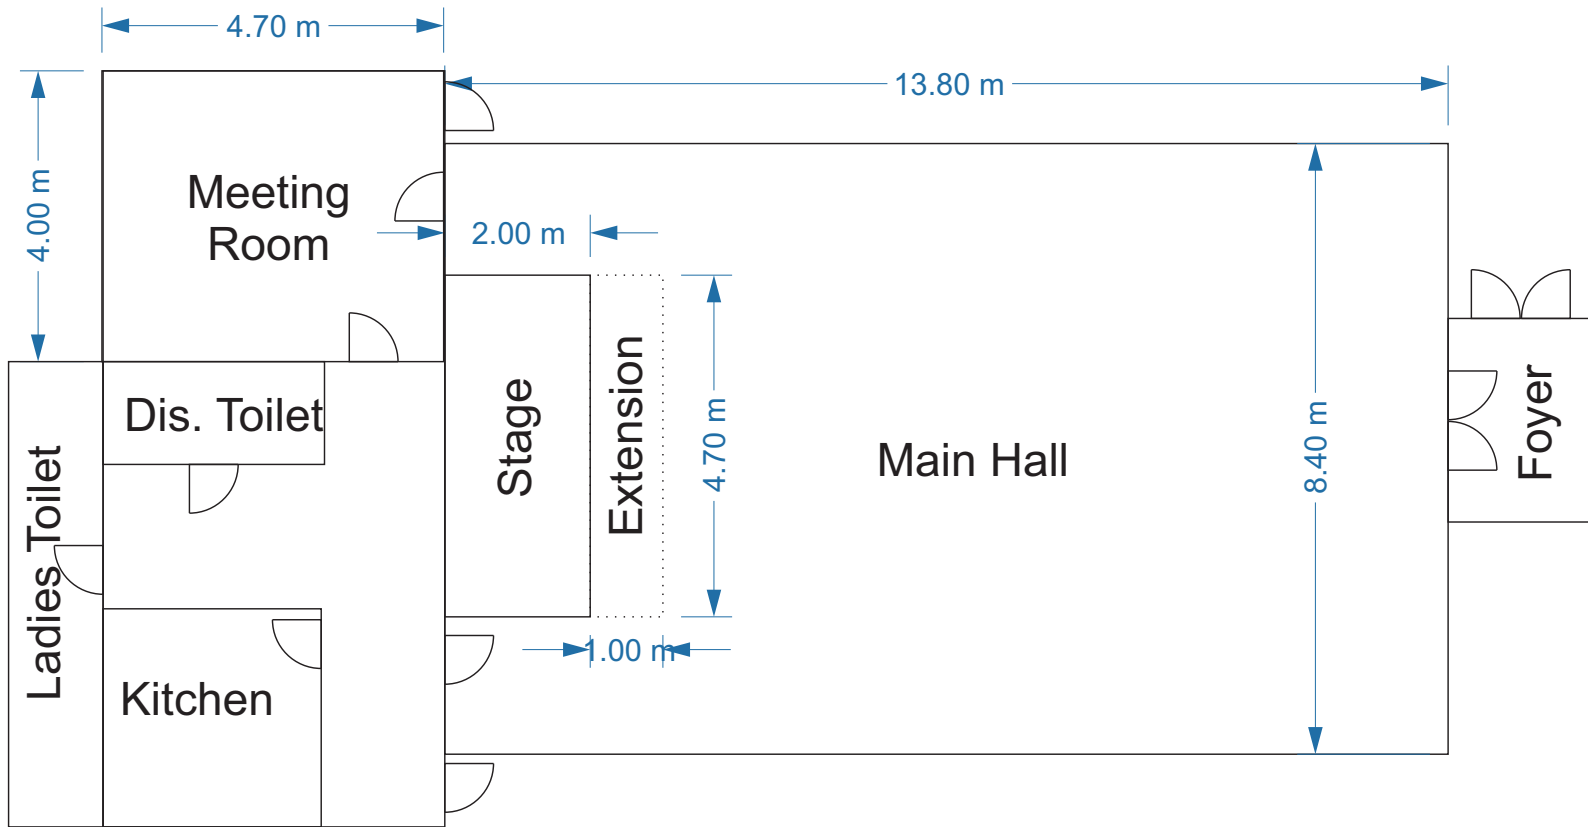 4.70 m
13.80 m
4.00 m
Meeting
Room
2.00 m
Dis. Toilet
Stage
Extension
4.70 m
Main Hall
8.40 m
Foyer
Ladies Toilet
1.00 m
Kitchen